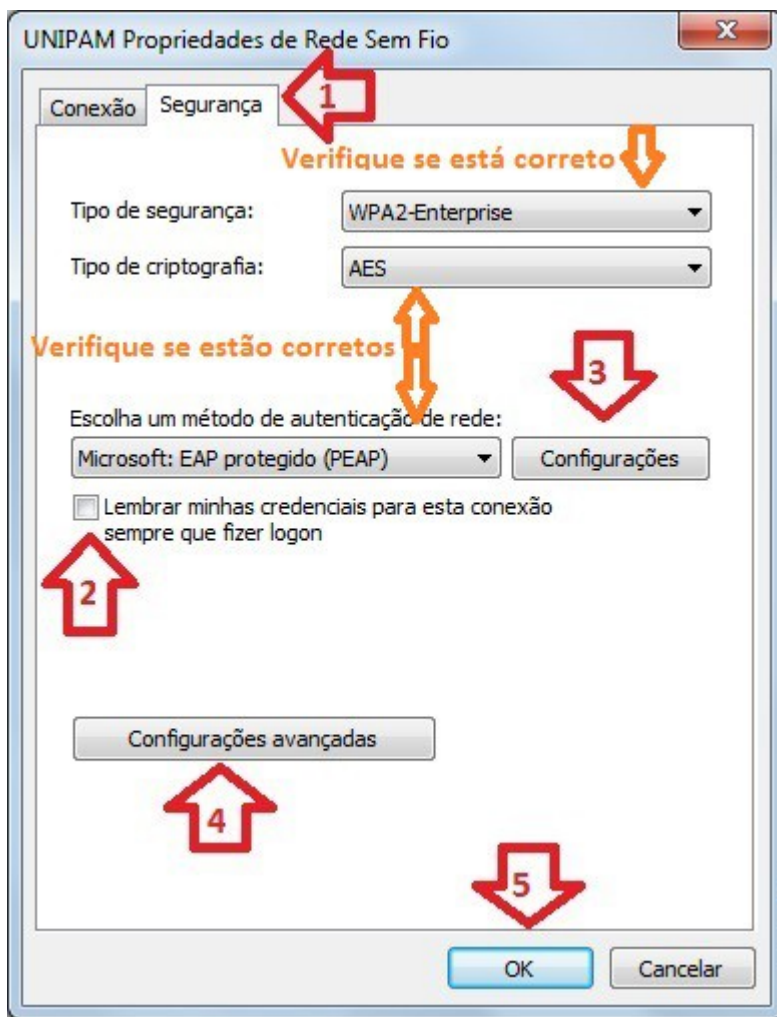 UNIPAM Propriedades de Rede Sem Fio
Conexão Segurança 1
Verifique se está correto
Tipo de segurança: WPA2-Enterprise
Tipo de criptografia: AES
Verifique se estão corretos
3
Escolha um método de autenticação de rede:
Microsoft: EAP protegido (PEAP) Configurações
Lembrar minhas credenciais para esta conexão
sempre que fizer logon
2
Configurações avançadas
4
5
OK Cancelar